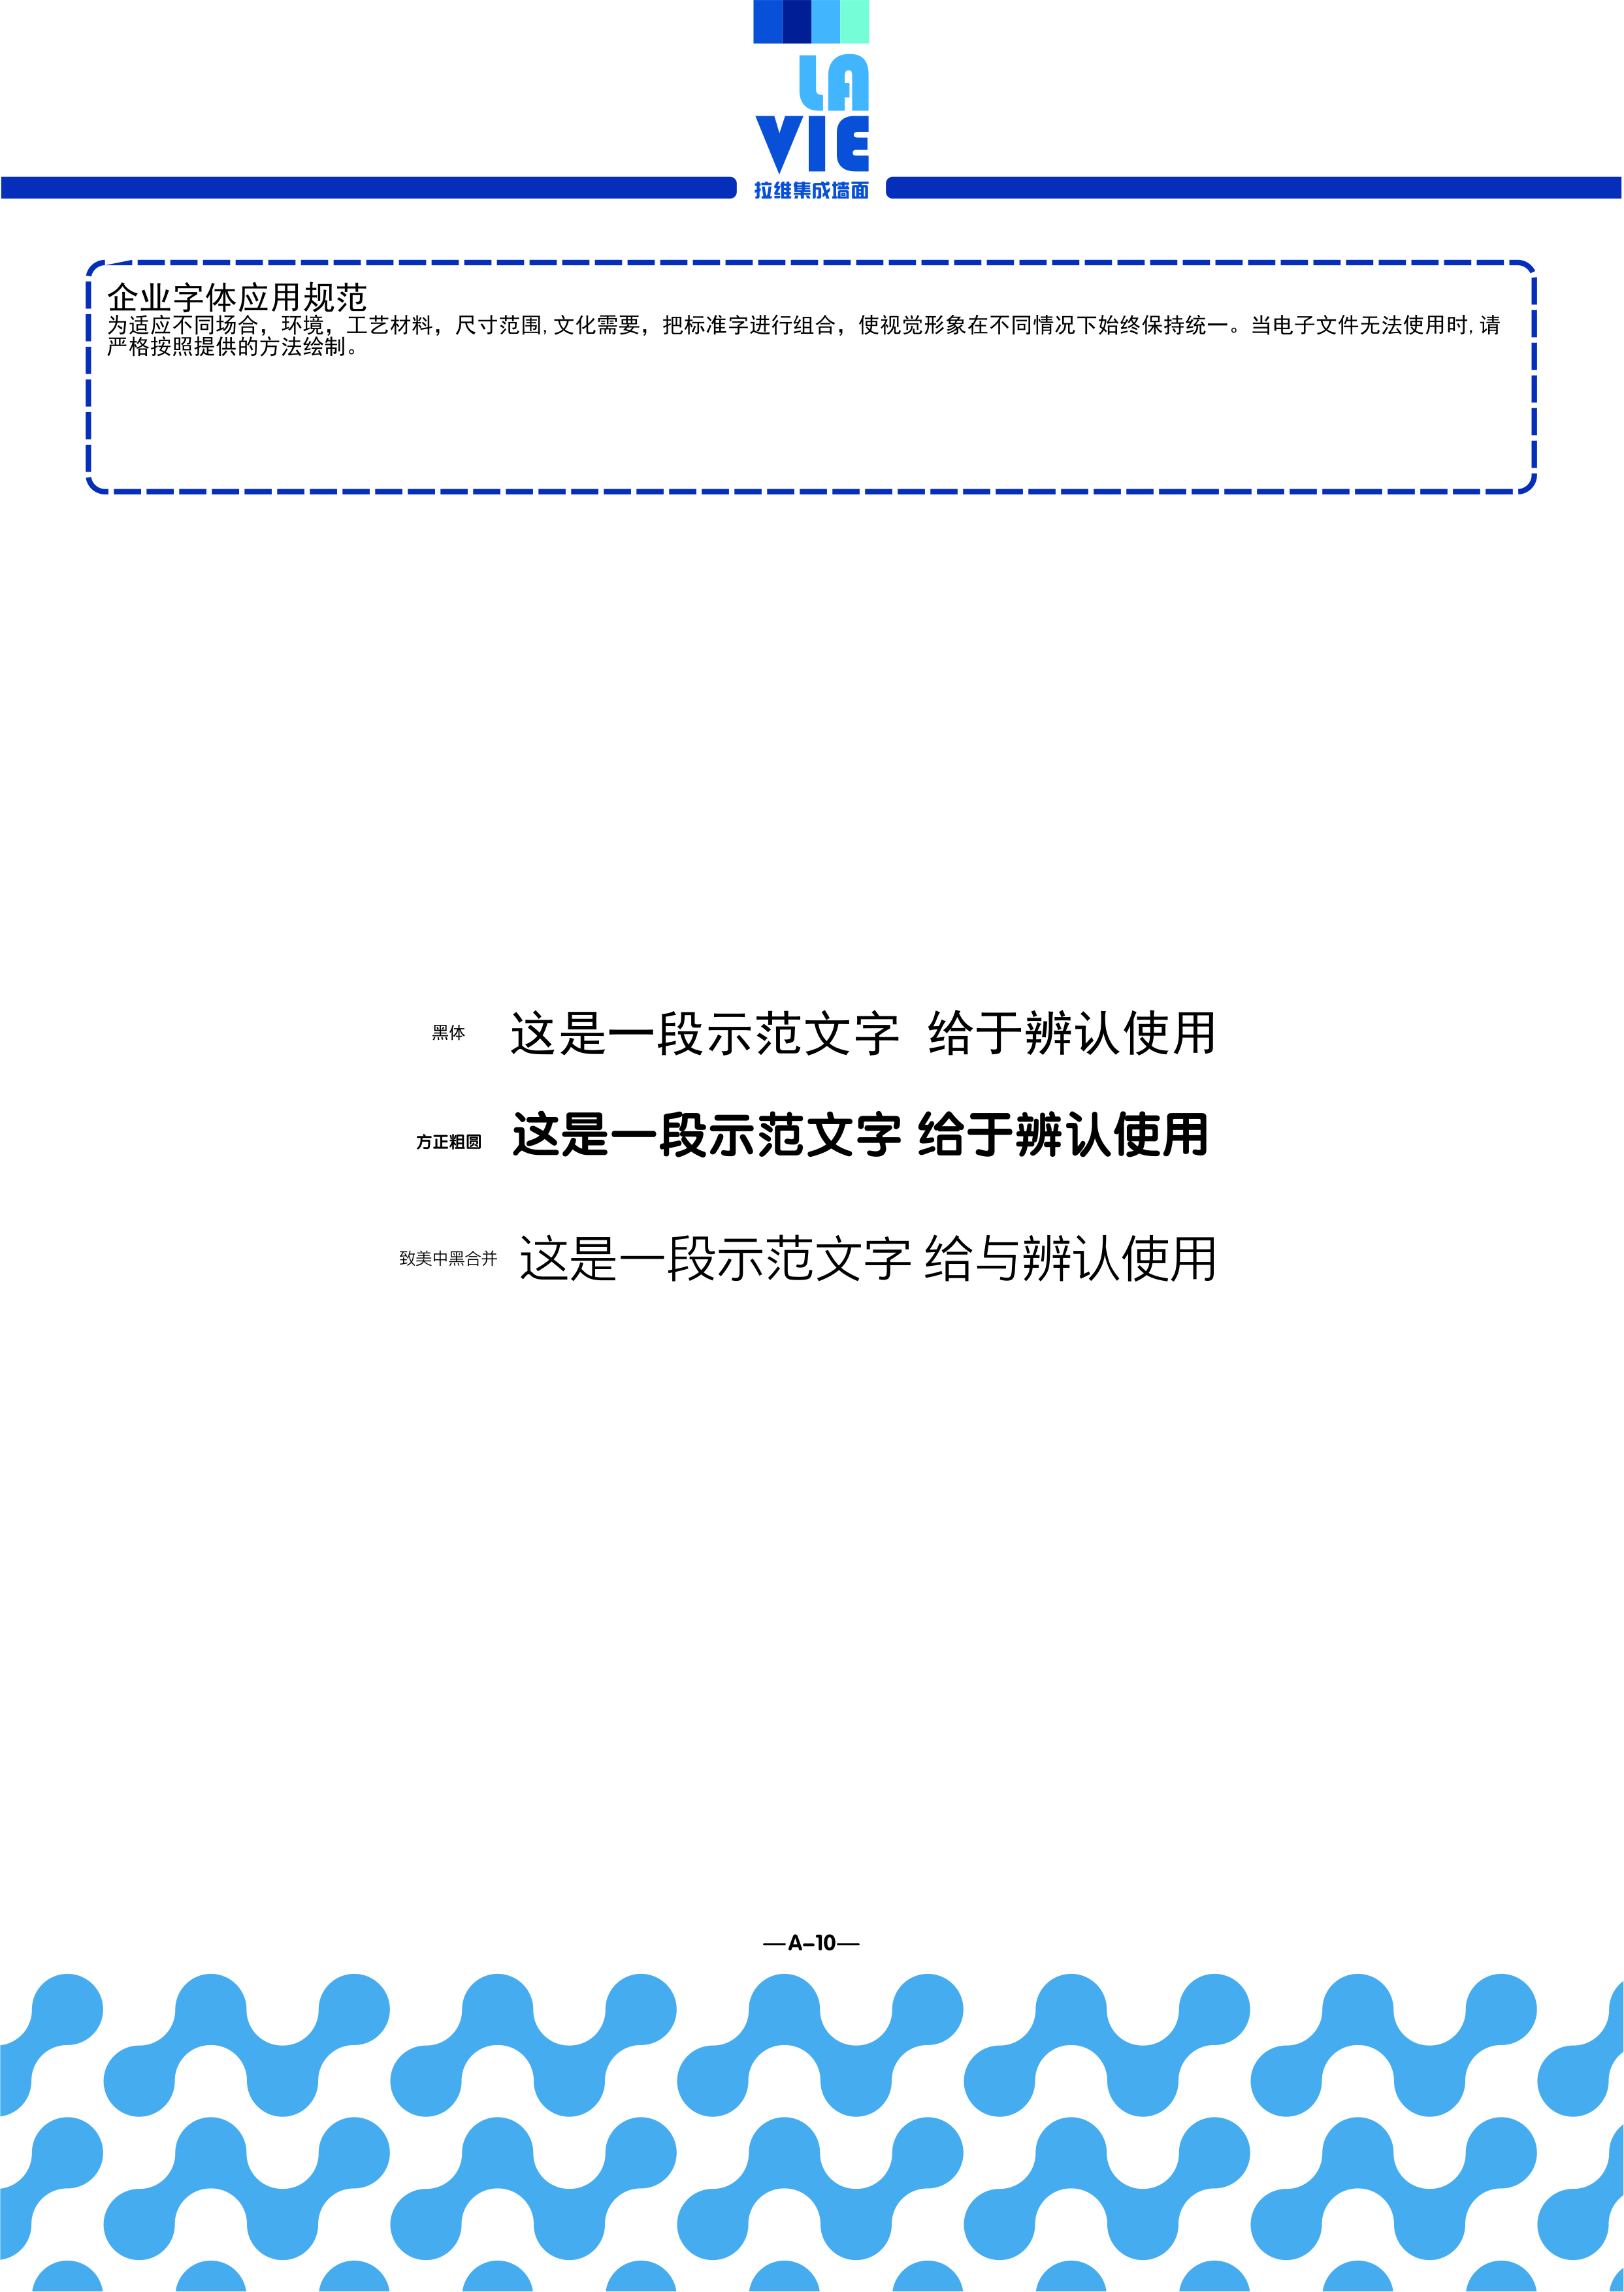 LA
VIE
拉维集成墙面
企业字体应用规范
为适应不同场合，环境，工艺材料，尺寸范围,文化需要，把标准字进行组合，使视觉形象在不同情况下始终保持统一。当电子文件无法使用时,请
严格按照提供的方法绘制。
黑体 这是一段示范文字 给于辨认使用
方正粗圆 这是一段示范文字 给于辨认使用
致美中黑合并 这是一段示范文字 给与辨认使用
—A-10—